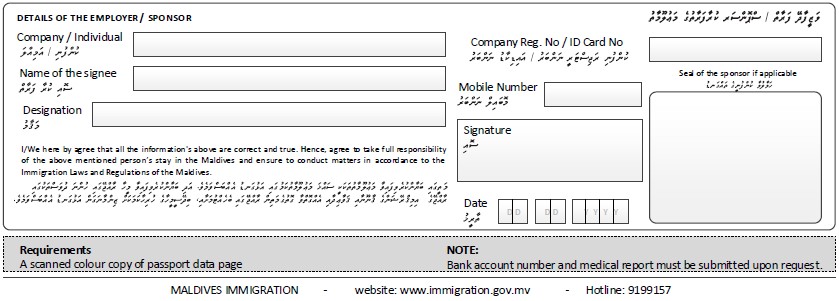 DETAILS OF THE EMPLOYER / SPONSOR
ވަޒީފާދޭ ފަރާތް / ސްޕޮންސަރ ކުރާފަރާތުގެ މަޢުލޫމާތު
Company / Individual
ކުންފުނި / އަމިއްލަ
Company Reg. No / ID Card No
ކުންފުނި ރަޖިސްޓަރީ ނަންބަރު / އައިޑިކާޑު ނަންބަރު
Name of the signee
ސޮއި ކުރާ ފަރާތް
Mobile Number
މޮބައިލް ނަންބަރު
Seal of the sponsor if applicable
Designation
މަޤާމު
Signature
ސޮއި
I/We here by agree that all the information's above are correct and true. Hence, agree to take full responsibility
of the above mentioned person's stay in the Maldives and ensure to conduct matters in accordance to the
Immigration Laws and Regulations of the Maldives.
Date
ތާރީޚު
DD DD YYYY
Requirements
A scanned colour copy of passport data page
NOTE:
Bank account number and medical report must be submitted upon request.
MALDIVES IMMIGRATION - website: www.immigration.gov.mv - Hotline: 9199157